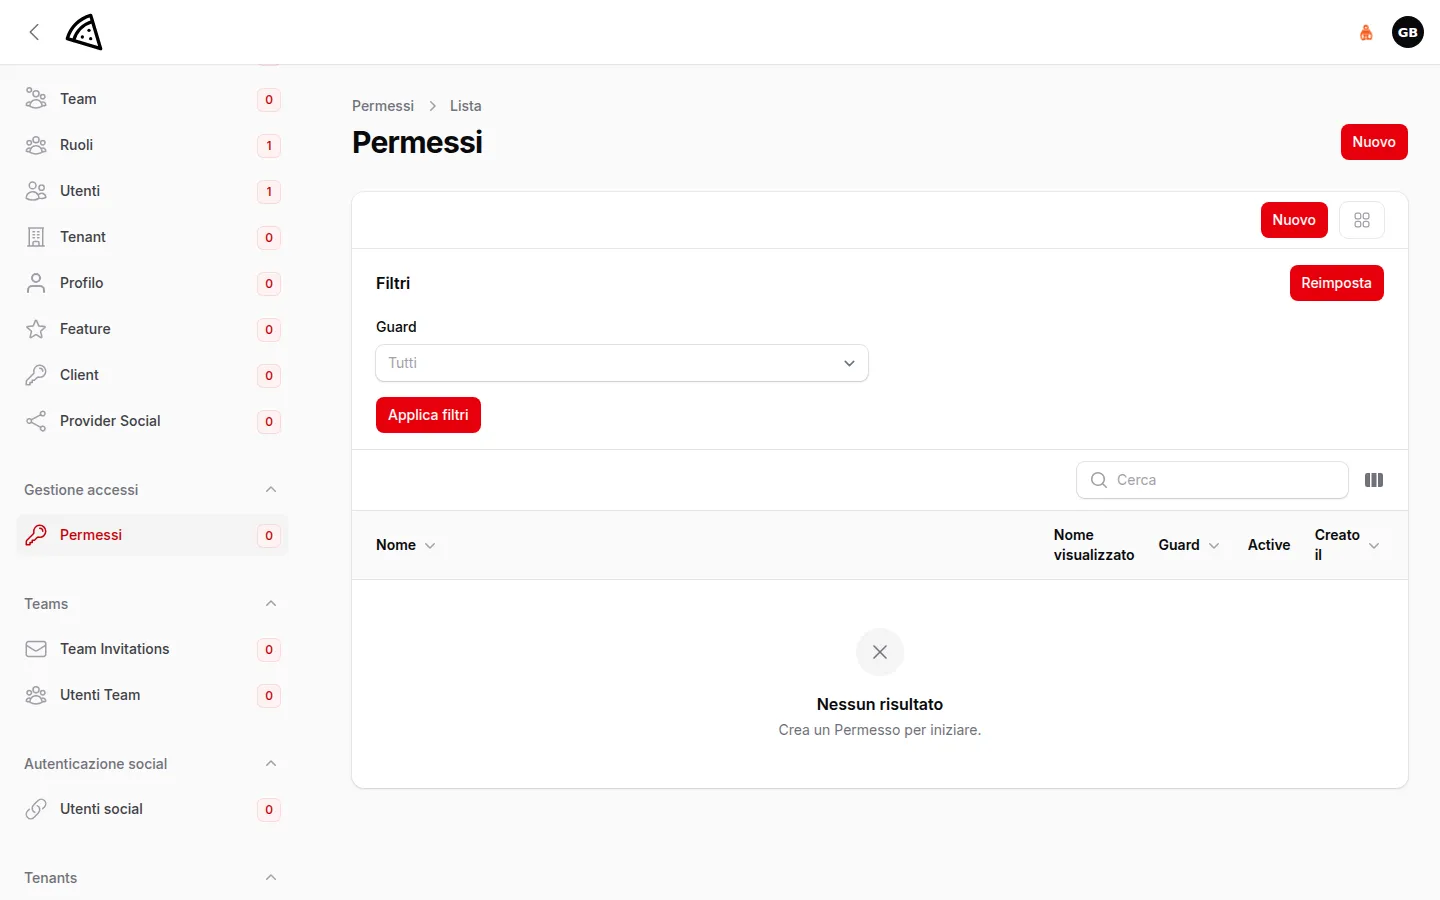 GB
Team
0
Ruoli
1
Utenti
1
Tenant
0
Profilo
0
Feature
0
Client
0
Provider Social
0
Gestione accessi
Permessi
0
Teams
Team Invitations
0
Utenti Team
0
Autenticazione social
Utenti social
0
Tenants
Permessi
Lista
Permessi
Nuovo
Nuovo
Filtri
Reimposta
Guard
Tutti
Applica filtri
Cerca
Nome
Nome
visualizzato
Guard
Active
Creato
il
Nessun risultato
Crea un Permesso per iniziare.